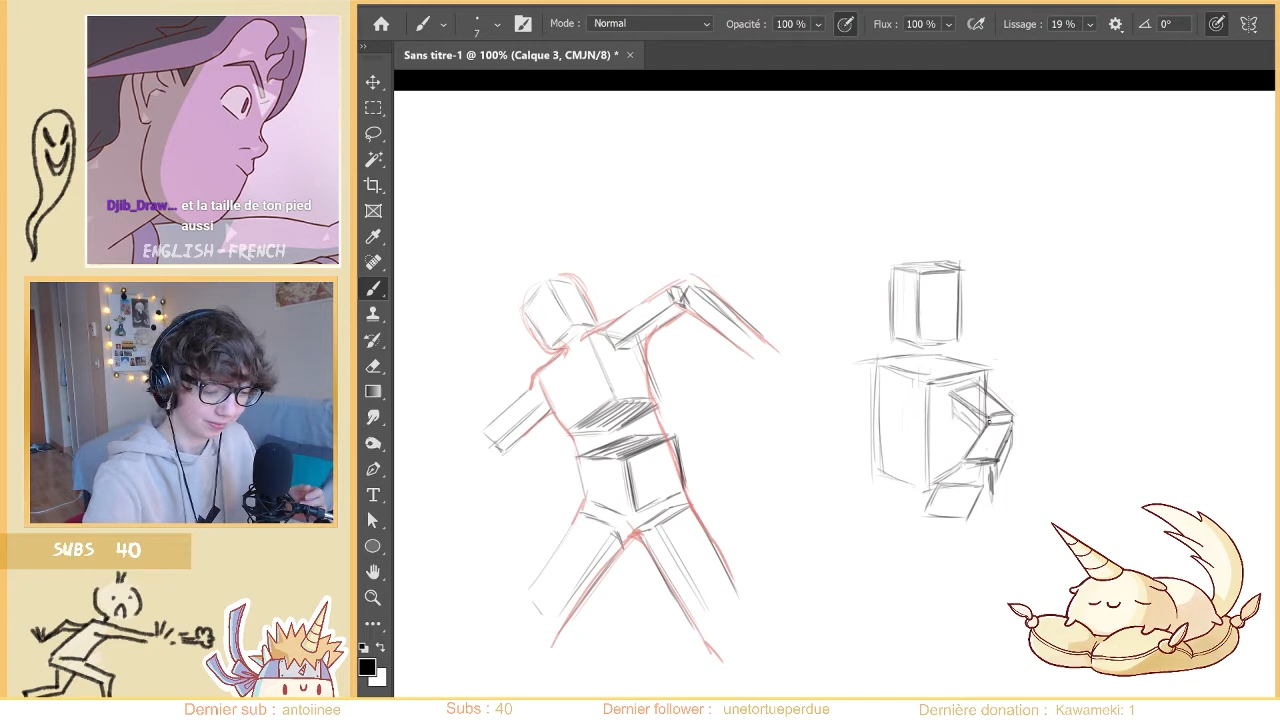 Mode : Normal Opacité : 100 % Flux : 100 % Lissage : 19 % 0°
7
Sans titre-1 @ 100% (Calque 3, CMJN/8) * ×
Djib_Draw... et la taille de ton pied
aussi
ENGLISH-FRENCH
SUBS 40
Dernier sub : antoiinee Subs : 40 Dernier follower : unetortueperdue Dernière donation : Kawameki: 1